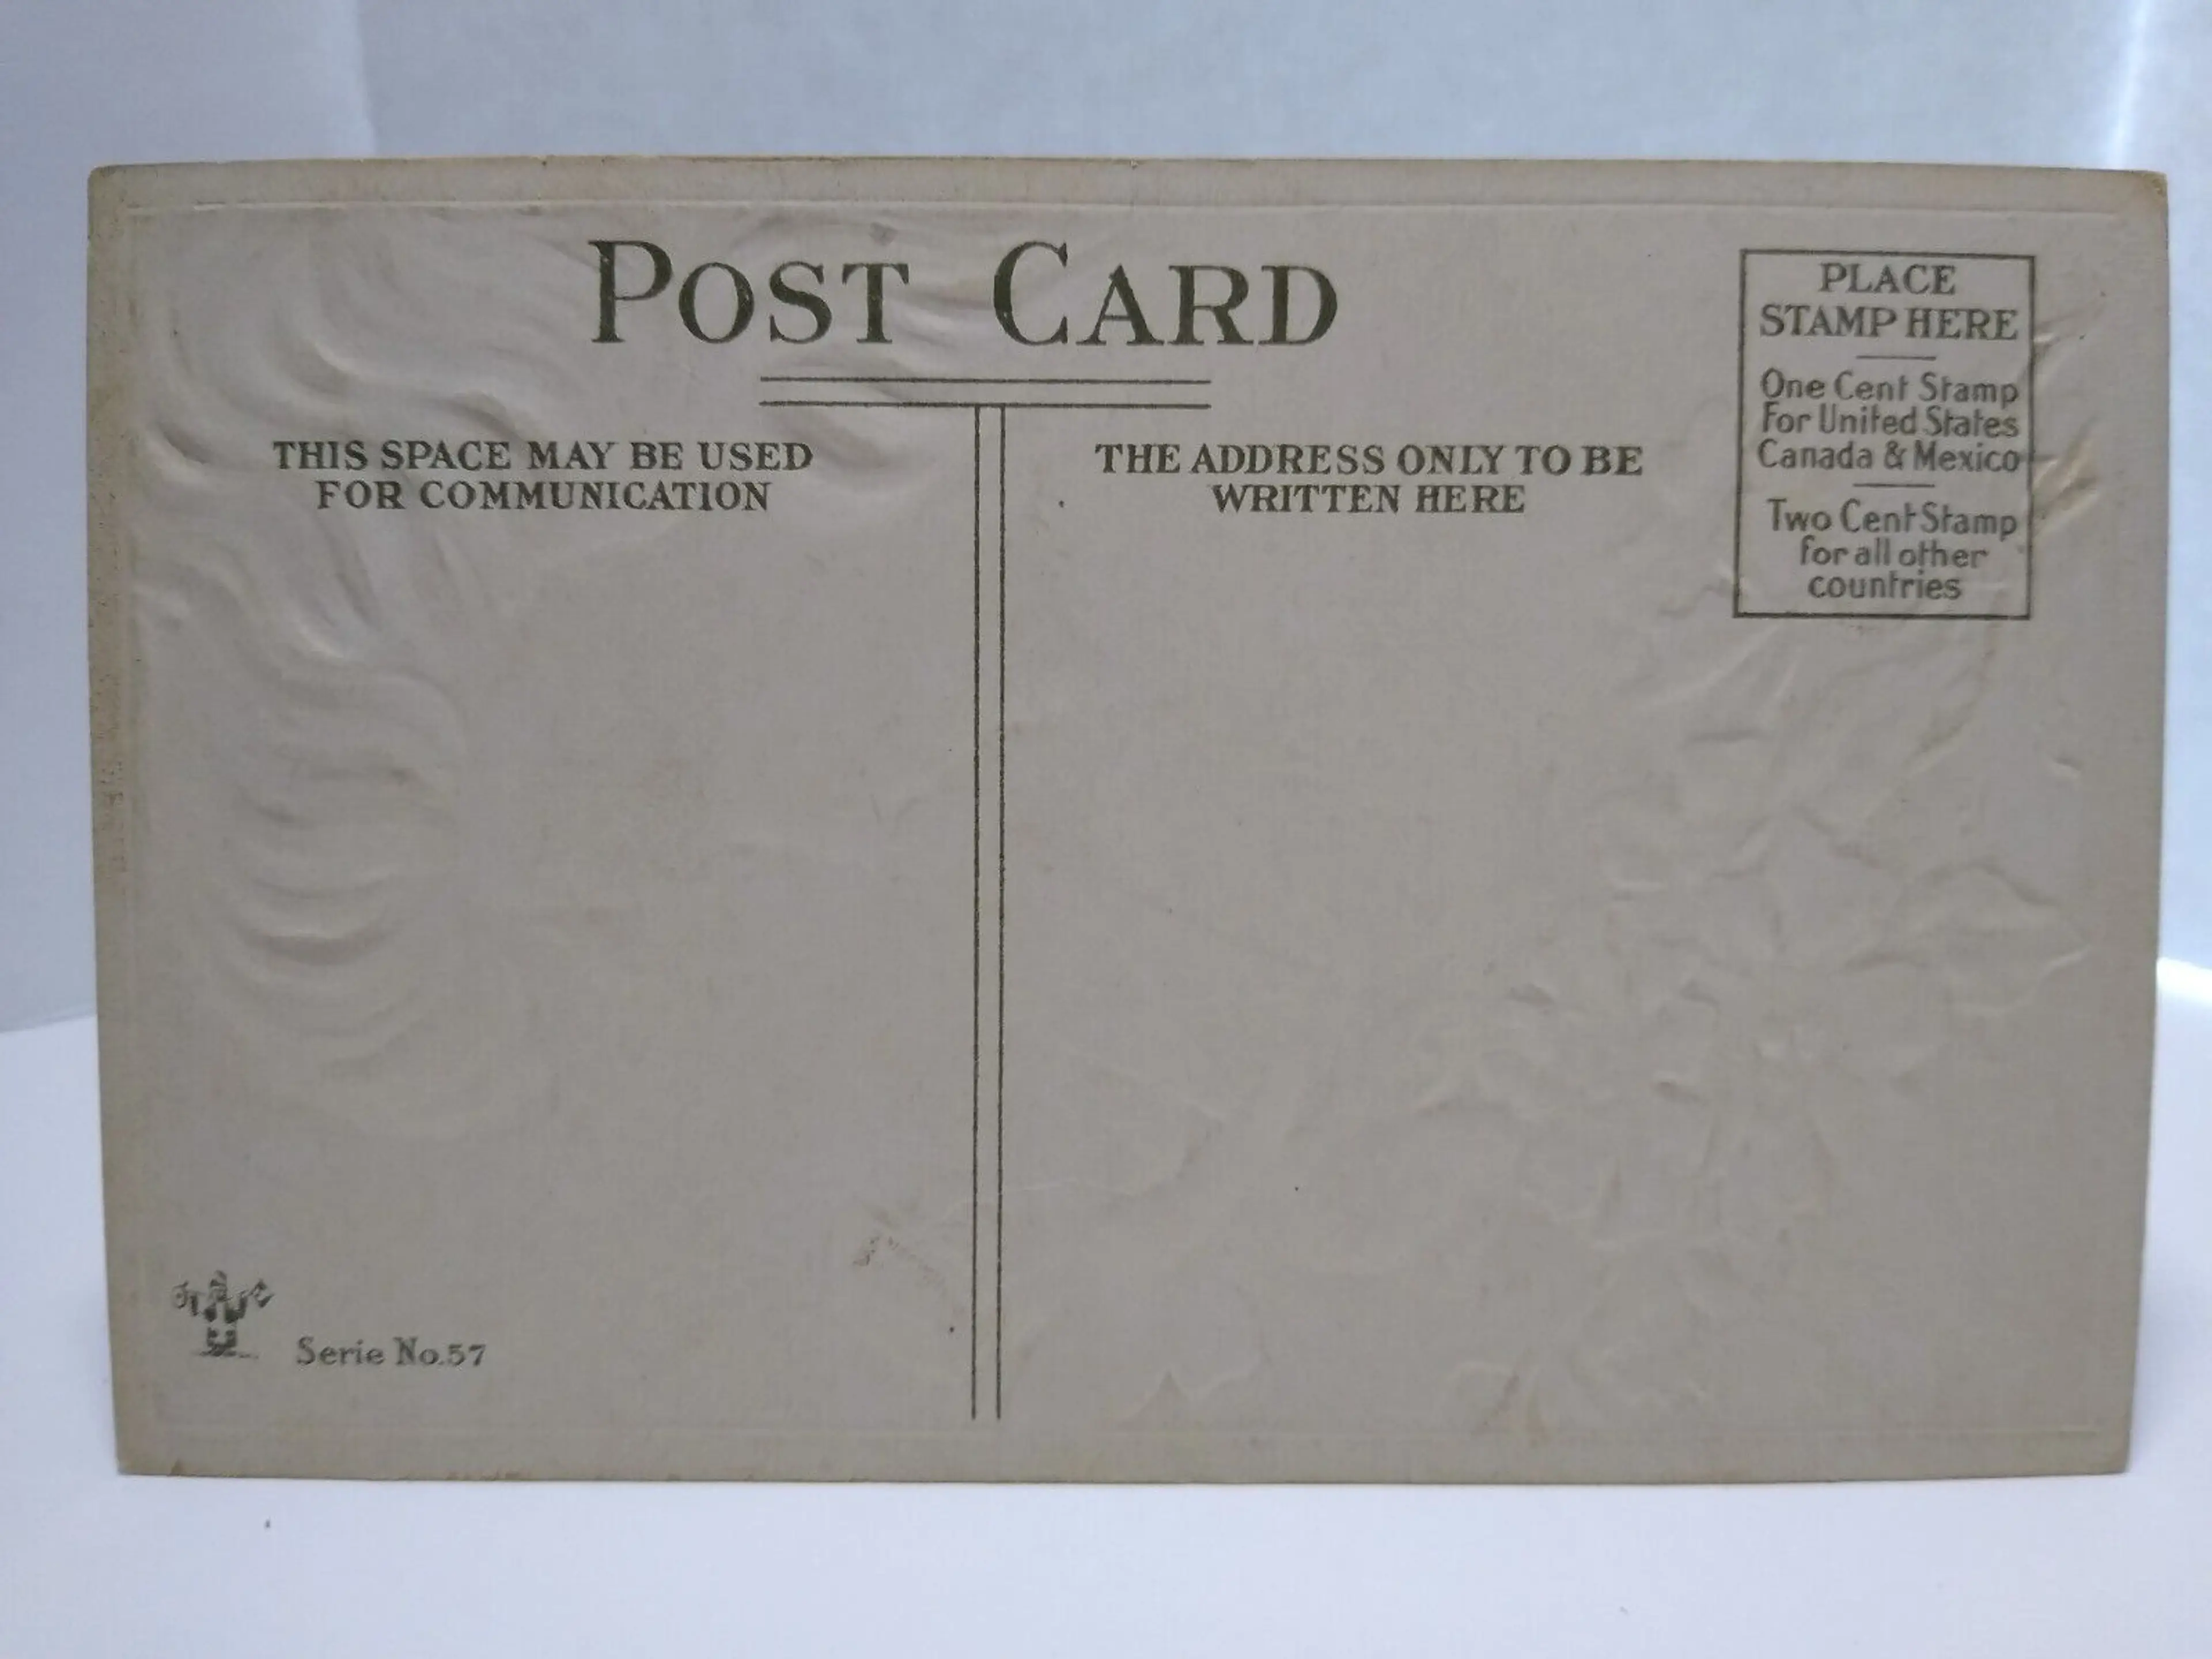 POST CARD
PLACE
STAMP HERE
One Cent Stamp
For United States
Canada & Mexico
Two Cent Stamp
for all other
countries
THIS SPACE MAY BE USED
FOR COMMUNICATION
THE ADDRESS ONLY TO BE
WRITTEN HERE
Serie No.57